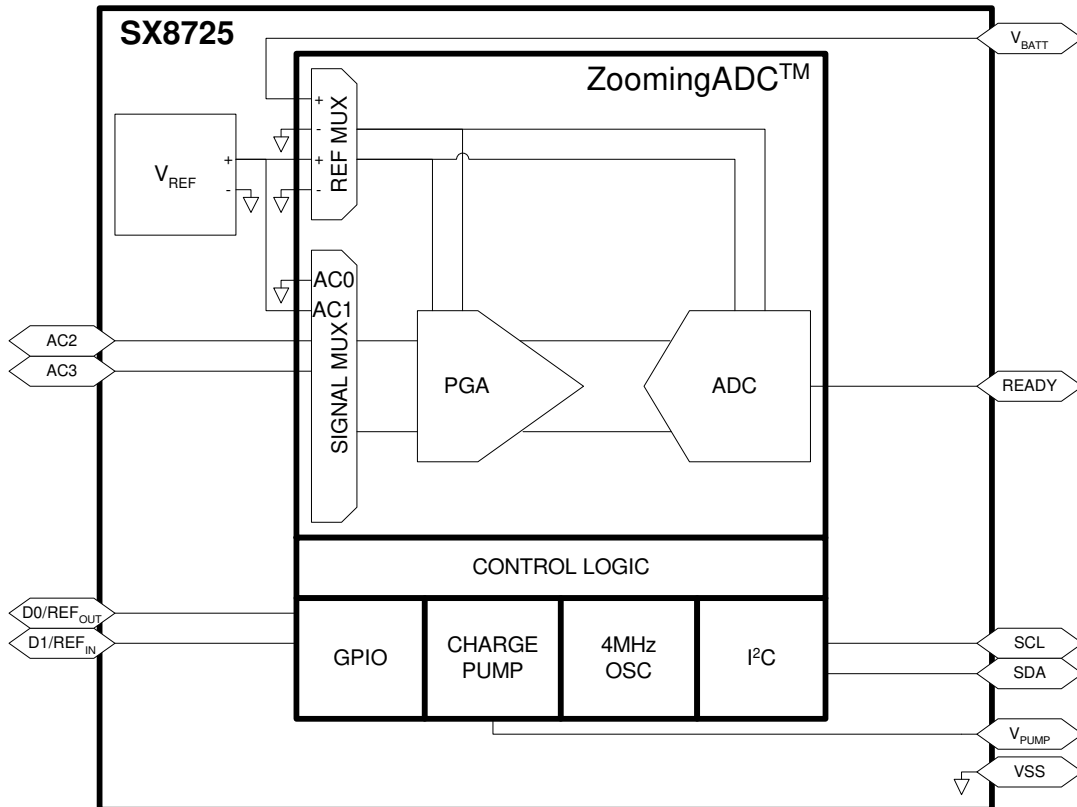 SX8725
V_BATT
ZoomingADC™
+
-
+
-
REF MUX
V_REF
+
-
AC0
AC1
SIGNAL MUX
AC2
AC3
PGA
ADC
READY
CONTROL LOGIC
D0/REF_OUT
D1/REF_IN
GPIO
CHARGE
PUMP
4MHz
OSC
I²C
SCL
SDA
V_PUMP
VSS